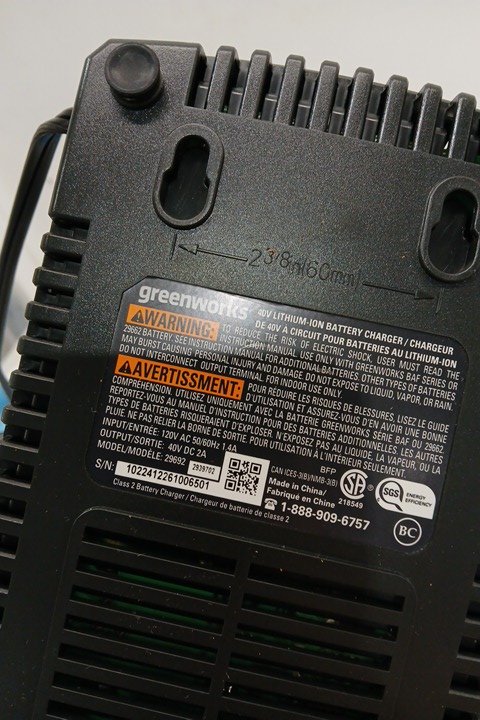 2 3/8in(60mm)
greenworks 40V LITHIUM-ION BATTERY CHARGER / CHARGEUR
DE 40V À CIRCUIT POUR BATTERIES AU LITHIUM-ION
WARNING: TO REDUCE THE RISK OF ELECTRIC SHOCK, USER MUST READ THE
INSTRUCTION MANUAL USE ONLY WITH GREENWORKS BAF SERIES OR
29662 BATTERY. SEE INSTRUCTION MANUAL FOR ADDITIONAL BATTERIES. OTHER TYPES OF BATTERIES
MAY BURST CAUSING PERSONAL INJURY AND DAMAGE DO NOT EXPOSE TO LIQUID, VAPOR, OR RAIN.
DO NOT INTERCONNECT OUTPUT TERMINAL FOR INDOOR USE ONLY.
AVERTISSEMENT: POUR RÉDUIRE LES RISQUES DE BLESSURES. LISEZ LE GUIDE
D'UTILISATION ET ASSUREZ-VOUS D'EN AVOIR UNE BONNE
COMPRÉHENSION. UTILISEZ UNIQUEMENT AVEC LA BATTERIE GREENWORKS SÉRIE BAF OU 29662.
REPORTEZ-VOUS AU MANUEL D'INSTRUCTION POUR DES BATTERIES ADDITIONNELLES. LES AUTRES
TYPES DE BATTERIES RISQUERAIENT D'EXPLOSER. N'EXPOSEZ PAS AU LIQUIDE, LA VAPEUR, OU LA
PLUIE. NE PAS RELIER LA BORNE DE SORTIE. POUR UTILISATION À L'INTÉRIEUR SEULEMENT.
INPUT/ENTRÉE: 120V AC 50/60Hz 1.4A
OUTPUT/SORTIE: 40V DC 2A
MODEL/MODÈLE: 29692 2939702
S/N: 1022412261006501
Class 2 Battery Charger / Chargeur de batterie de classe 2
CAN ICES-3(B)/NMB-3(B) BFP
Made in China/
Fabriqué en Chine
1-888-909-6757
218549
SGS ENERGY EFFICIENCY
BC